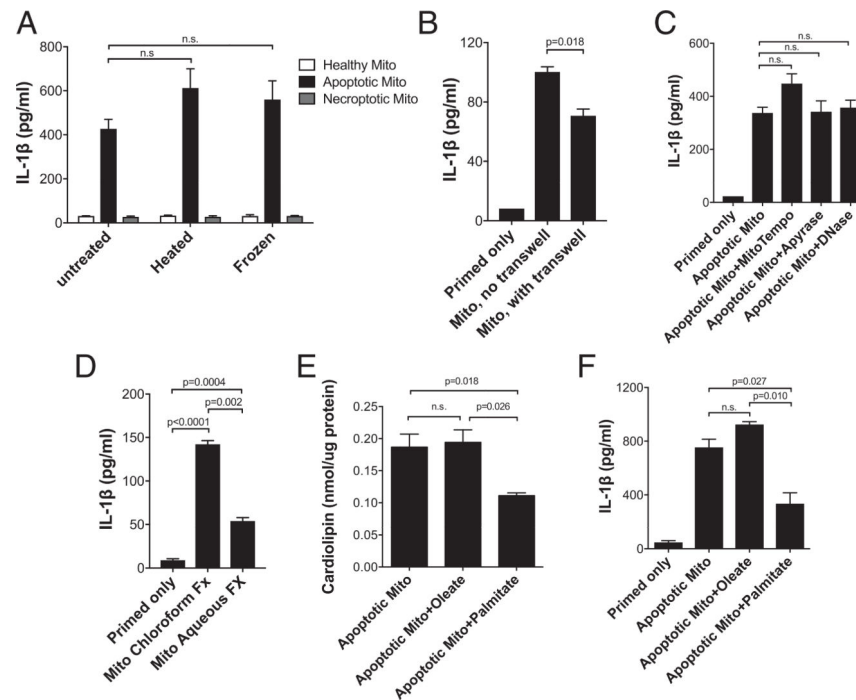 A
n.s.
n.s
800
600
400
200
0
IL-1β (pg/ml)
untreated
Heated
Frozen
Healthy Mito
Apoptotic Mito
Necroptotic Mito
B
p=0.018
120
80
40
0
IL-1β (pg/ml)
Primed only
Mito, no transwell
Mito, with transwell
C
n.s.
n.s.
n.s.
600
400
200
0
IL-1β (pg/ml)
Primed only
Apoptotic Mito
Apoptotic Mito+MitoTempo
Apoptotic Mito+Apyrase
Apoptotic Mito+DNase
D
p=0.0004
p=0.002
p<0.0001
200
150
100
50
0
IL-1β (pg/ml)
Primed only
Mito Chloroform Fx
Mito Aqueous FX
E
p=0.018
n.s.
p=0.026
0.25
0.20
0.15
0.10
0.05
0.00
Cardiolipin (nmol/ug protein)
Apoptotic Mito
Apoptotic Mito+Oleate
Apoptotic Mito+Palmitate
F
p=0.027
p=0.010
n.s.
1200
800
400
0
IL-1β (pg/ml)
Primed only
Apoptotic Mito
Apoptotic Mito+Oleate
Apoptotic Mito+Palmitate